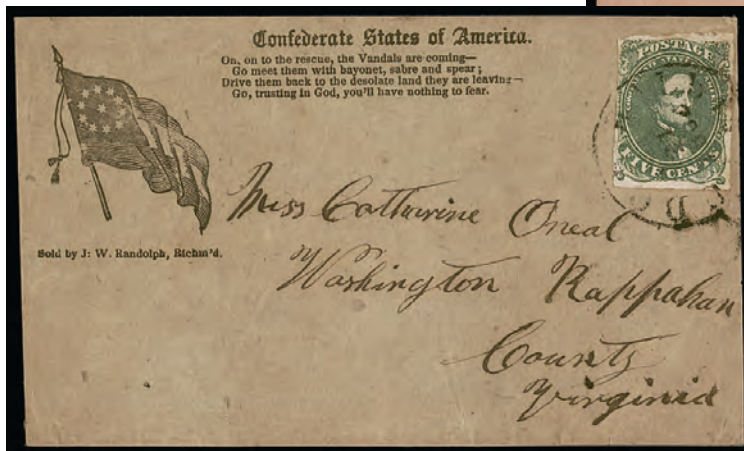 Confederate States of America.
On, on to the rescue, the Vandals are coming—
Go meet them with bayonet, sabre and spear;
Drive them back to the desolate land they are leaving—
Go, trusting in God, you'll have nothing to fear.
Sold by J: W. Randolph, Richm'd.
POSTAGE
FIVE CENTS
Miss Catharine Oneal
Washington Rappahan
County
Virginia